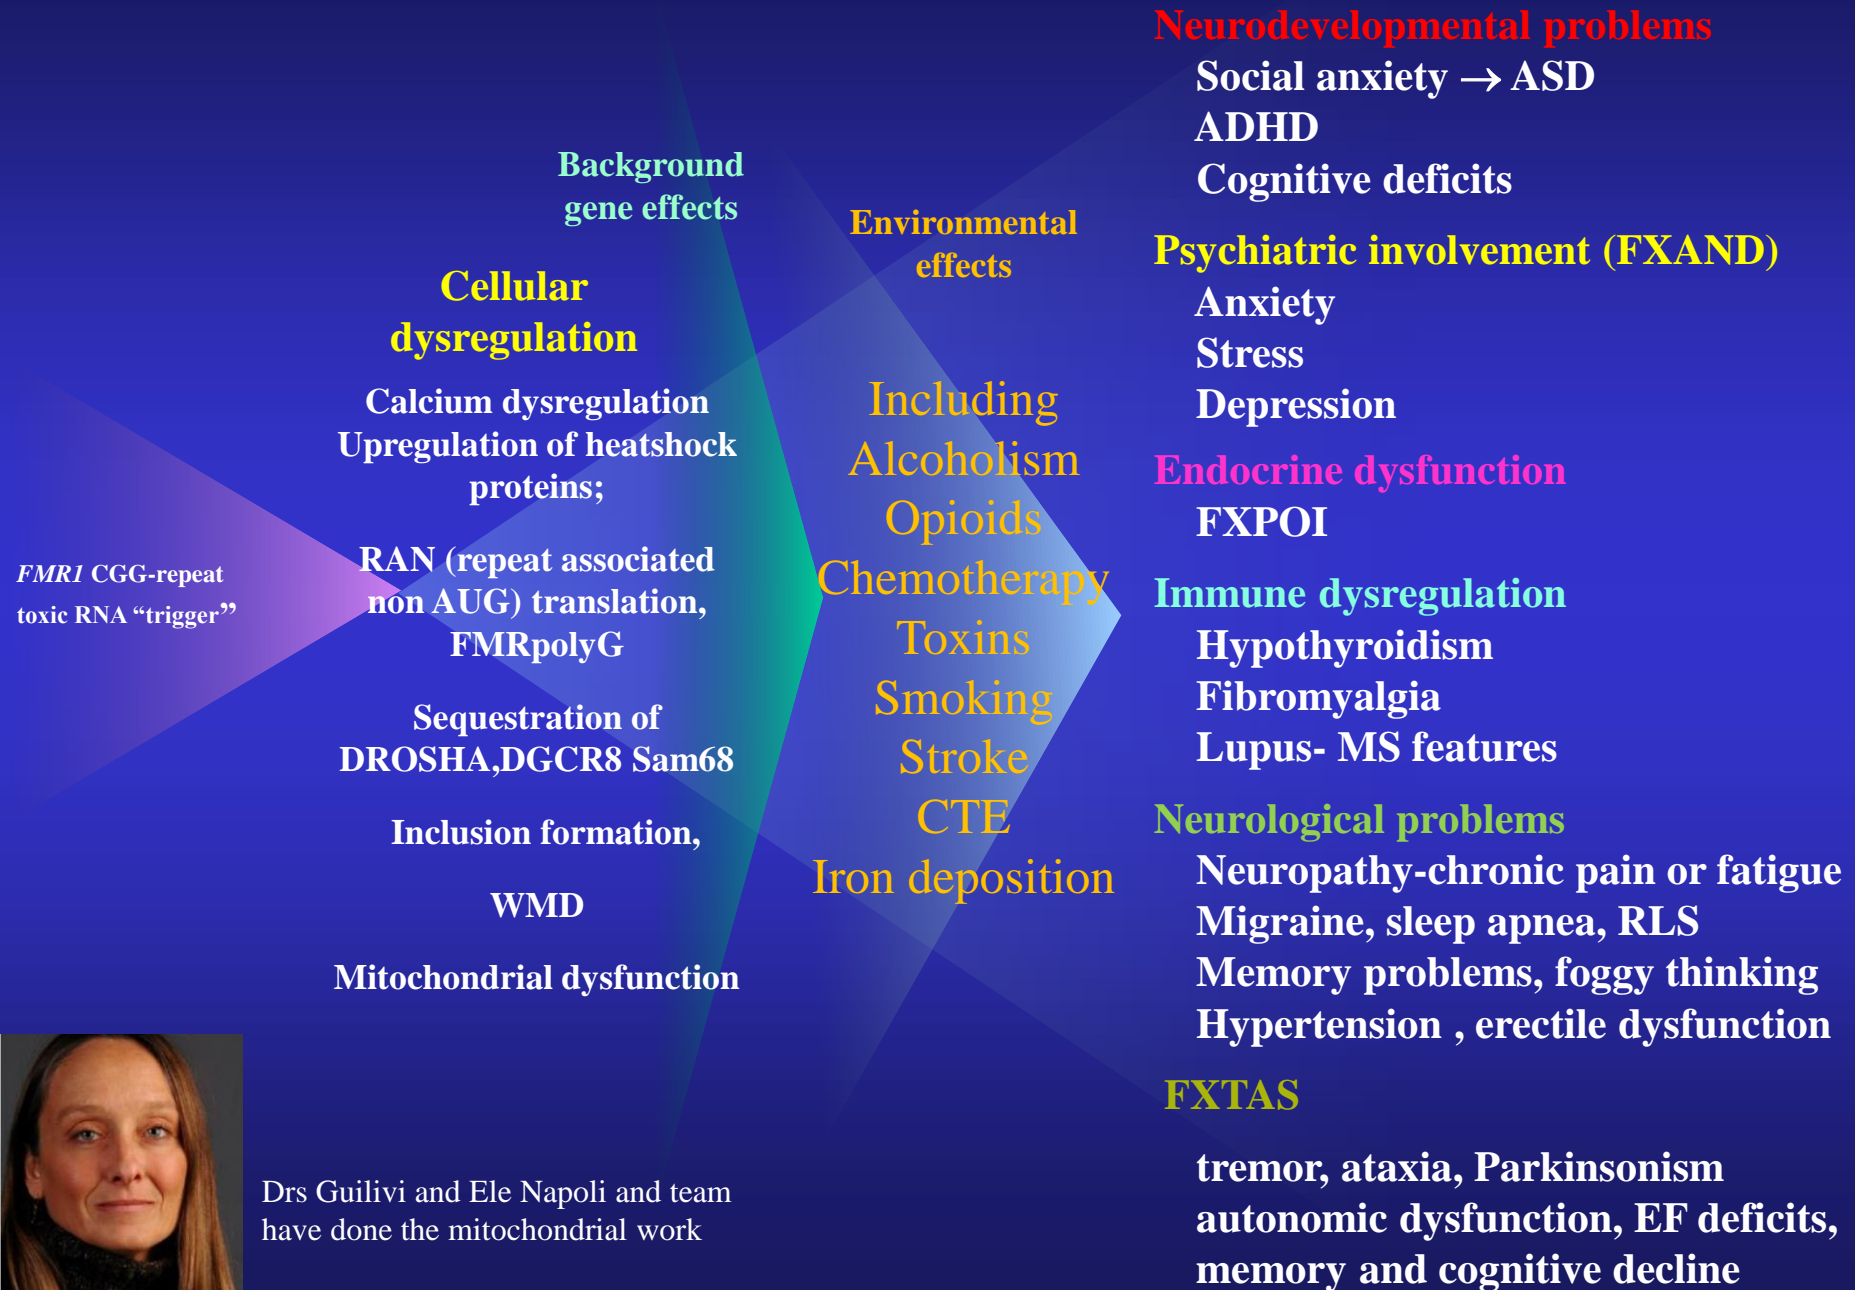 FMR1 CGG-repeat
toxic RNA “trigger”
Cellular
dysregulation
Calcium dysregulation
Upregulation of heatshock
proteins;
RAN (repeat associated
non AUG) translation,
FMRpolyG
Sequestration of
DROSHA,DGCR8 Sam68
Inclusion formation,
WMD
Mitochondrial dysfunction
Background
gene effects
Environmental
effects
Including
Alcoholism
Opioids
Chemotherapy
Toxins
Smoking
Stroke
CTE
Iron deposition
Neurodevelopmental problems
Social anxiety → ASD
ADHD
Cognitive deficits
Psychiatric involvement (FXAND)
Anxiety
Stress
Depression
Endocrine dysfunction
FXPOI
Immune dysregulation
Hypothyroidism
Fibromyalgia
Lupus- MS features
Neurological problems
Neuropathy-chronic pain or fatigue
Migraine, sleep apnea, RLS
Memory problems, foggy thinking
Hypertension , erectile dysfunction
FXTAS
tremor, ataxia, Parkinsonism
autonomic dysfunction, EF deficits,
memory and cognitive decline
Drs Guilivi and Ele Napoli and team
have done the mitochondrial work